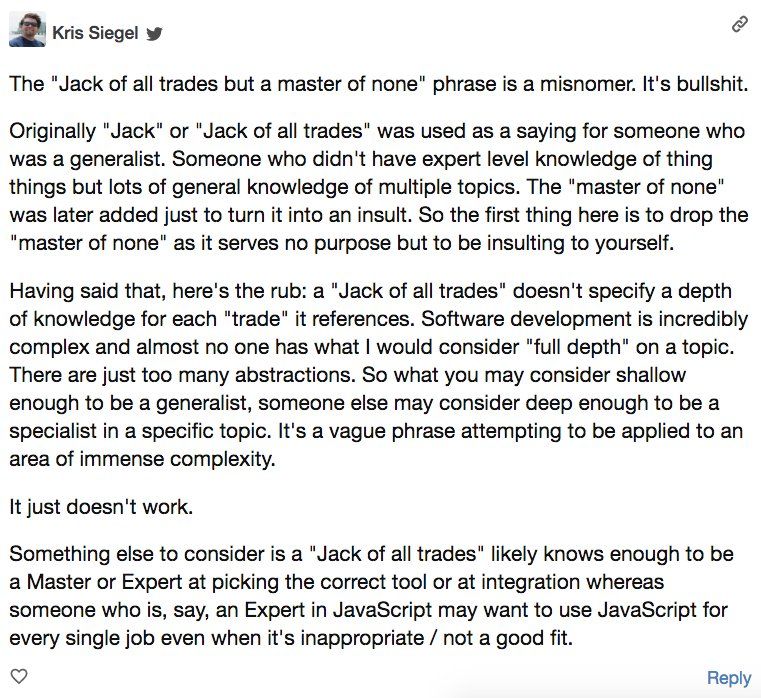 Kris Siegel
The "Jack of all trades but a master of none" phrase is a misnomer. It's bullshit.
Originally "Jack" or "Jack of all trades" was used as a saying for someone who
was a generalist. Someone who didn't have expert level knowledge of thing
things but lots of general knowledge of multiple topics. The "master of none"
was later added just to turn it into an insult. So the first thing here is to drop the
"master of none" as it serves no purpose but to be insulting to yourself.
Having said that, here's the rub: a "Jack of all trades" doesn't specify a depth
of knowledge for each "trade" it references. Software development is incredibly
complex and almost no one has what I would consider "full depth" on a topic.
There are just too many abstractions. So what you may consider shallow
enough to be a generalist, someone else may consider deep enough to be a
specialist in a specific topic. It's a vague phrase attempting to be applied to an
area of immense complexity.
It just doesn't work.
Something else to consider is a "Jack of all trades" likely knows enough to be
a Master or Expert at picking the correct tool or at integration whereas
someone who is, say, an Expert in JavaScript may want to use JavaScript for
every single job even when it's inappropriate / not a good fit.
Reply